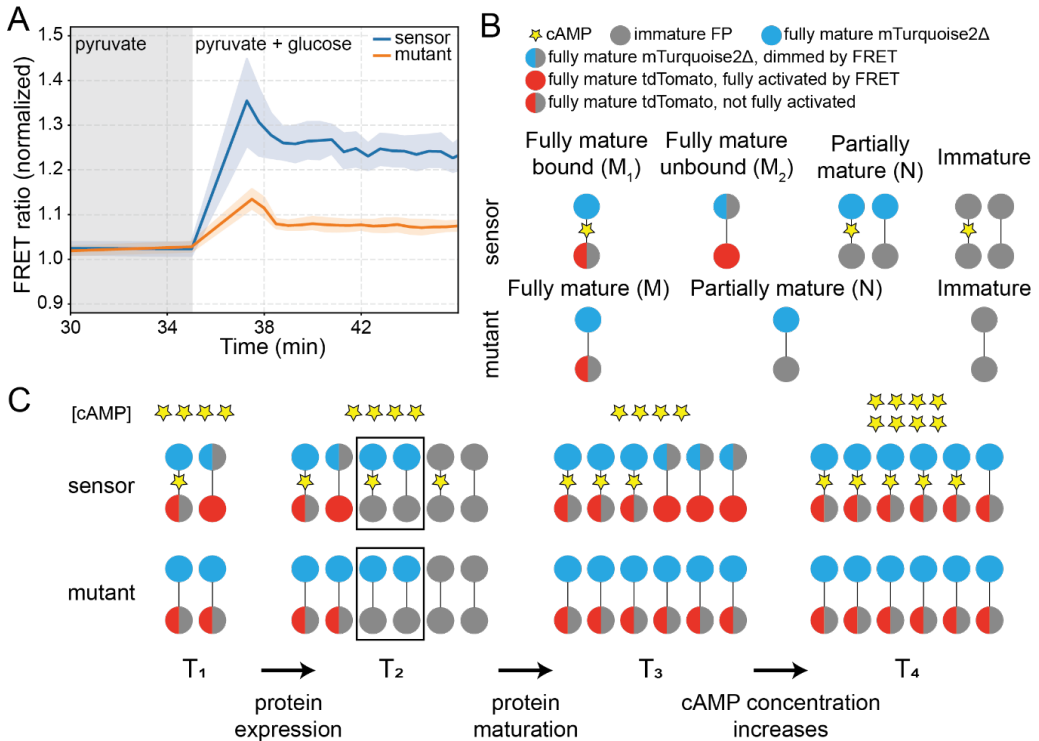 A
1.5
1.4
1.3
1.2
1.1
1.0
0.9
FRET ratio (normalized)
pyruvate
pyruvate + glucose
sensor
mutant
30
34
38
42
Time (min)
B
cAMP
immature FP
fully mature mTurquoise2Δ
fully mature mTurquoise2Δ, dimmed by FRET
fully mature tdTomato, fully activated by FRET
fully mature tdTomato, not fully activated
Fully mature
bound (M₁)
Fully mature
unbound (M₂)
Partially
mature (N)
Immature
sensor
Fully mature (M)
Partially mature (N)
Immature
mutant
C
[cAMP]
sensor
mutant
T₁
T₂
T₃
T₄
protein
expression
protein
maturation
cAMP concentration
increases